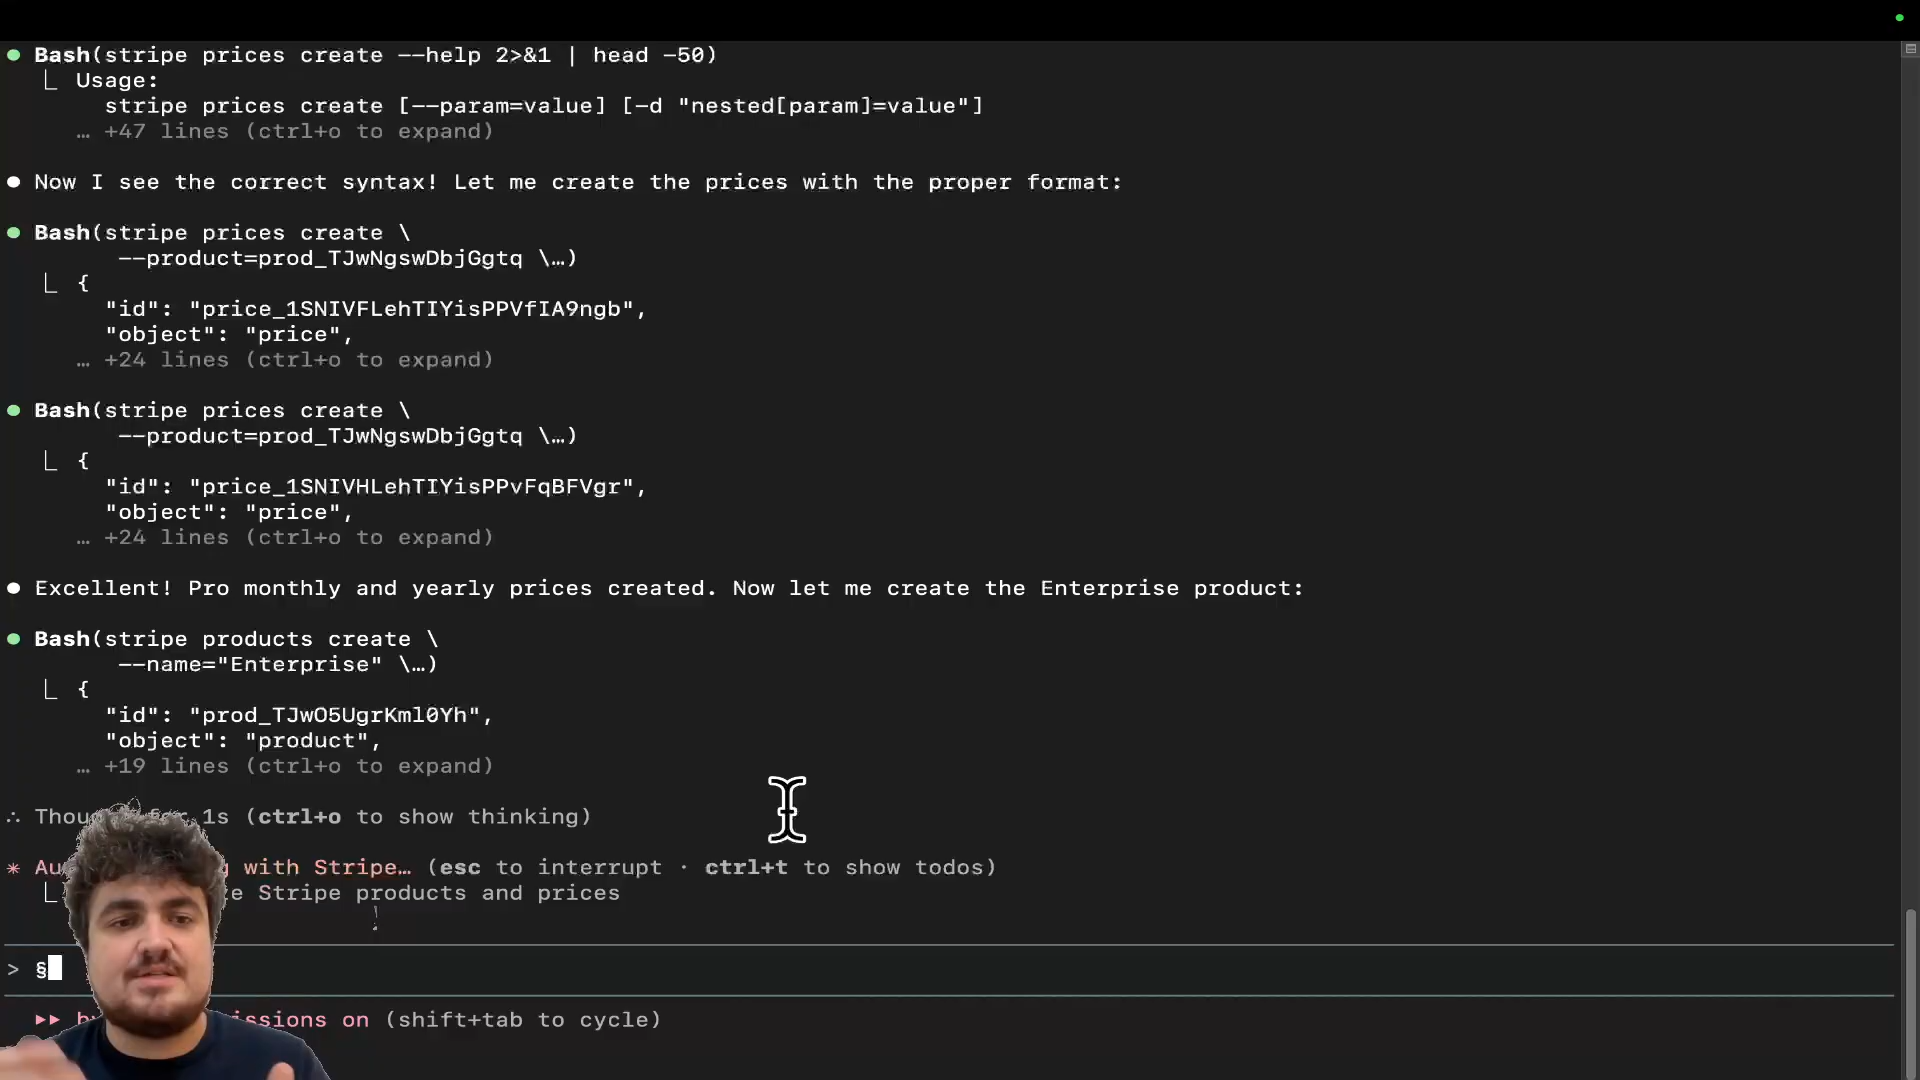 ● Bash(stripe prices create --help 2>&1 | head -50)
⎿ Usage:
stripe prices create [--param=value] [-d "nested[param]=value"]
… +47 lines (ctrl+o to expand)
● Now I see the correct syntax! Let me create the prices with the proper format:
● Bash(stripe prices create \
--product=prod_TJwNgswDbjGgtq \…)
⎿ {
"id": "price_1SNIVFLehTIYisPPVfIA9ngb",
"object": "price",
… +24 lines (ctrl+o to expand)
● Bash(stripe prices create \
--product=prod_TJwNgswDbjGgtq \…)
⎿ {
"id": "price_1SNIVHLehTIYisPPvFqBFVgr",
"object": "price",
… +24 lines (ctrl+o to expand)
● Excellent! Pro monthly and yearly prices created. Now let me create the Enterprise product:
● Bash(stripe products create \
--name="Enterprise" \…)
⎿ {
"id": "prod_TJwO5UgrKml0Yh",
"object": "product",
… +19 lines (ctrl+o to expand)
∴ 1s (ctrl+o to show thinking)
✳ with Stripe… (esc to interrupt · ctrl+t to show todos)
⎿ Stripe products and prices
> §
▸▸ on (shift+tab to cycle)